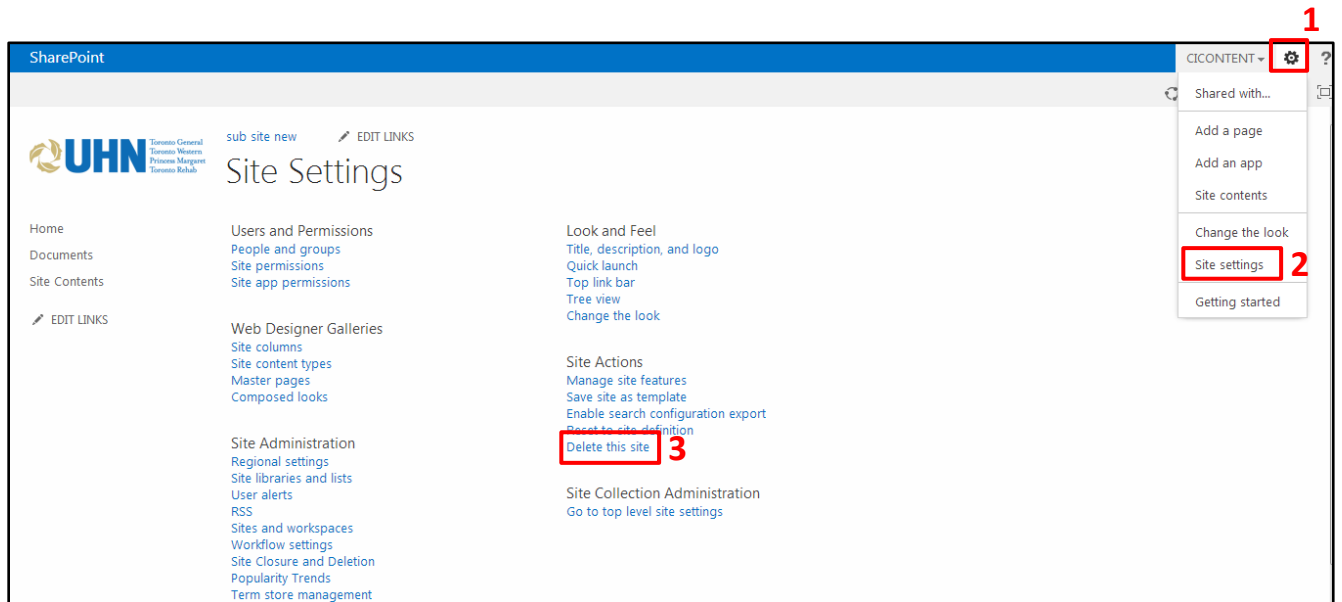 1
SharePoint
CICONTENT
?
Shared with...
Add a page
Add an app
Site contents
Change the look
Site settings
2
Getting started
UHN
Toronto General
Toronto Western
Princess Margaret
Toronto Rehab
sub site new
EDIT LINKS
Site Settings
Home
Documents
Site Contents
EDIT LINKS
Users and Permissions
People and groups
Site permissions
Site app permissions
Web Designer Galleries
Site columns
Site content types
Master pages
Composed looks
Site Administration
Regional settings
Site libraries and lists
User alerts
RSS
Sites and workspaces
Workflow settings
Site Closure and Deletion
Popularity Trends
Term store management
Look and Feel
Title, description, and logo
Quick launch
Top link bar
Tree view
Change the look
Site Actions
Manage site features
Save site as template
Enable search configuration export
Reset to site definition
Delete this site
3
Site Collection Administration
Go to top level site settings